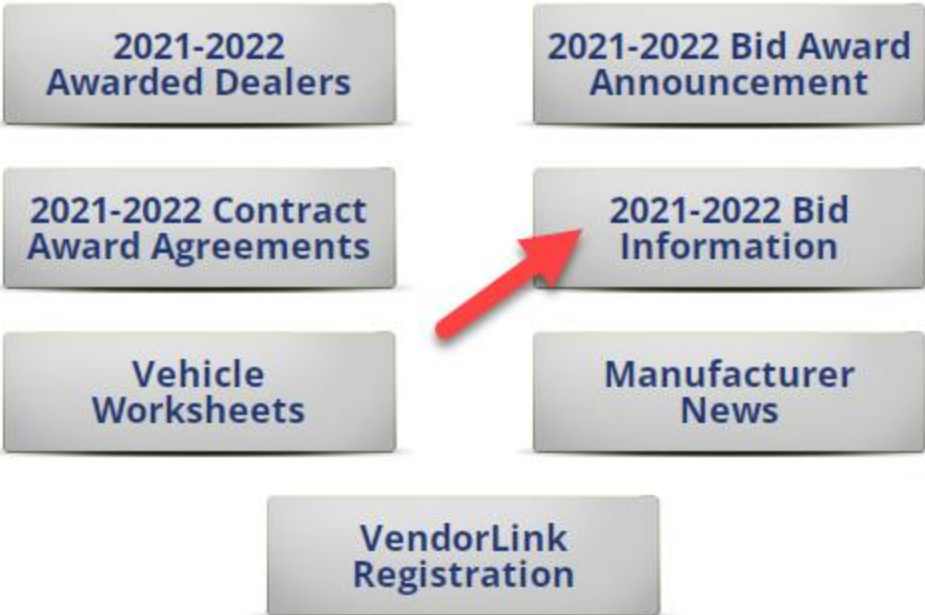 2021-2022
Awarded Dealers
2021-2022 Bid Award
Announcement
2021-2022 Contract
Award Agreements
2021-2022 Bid
Information
Vehicle
Worksheets
Manufacturer
News
VendorLink
Registration